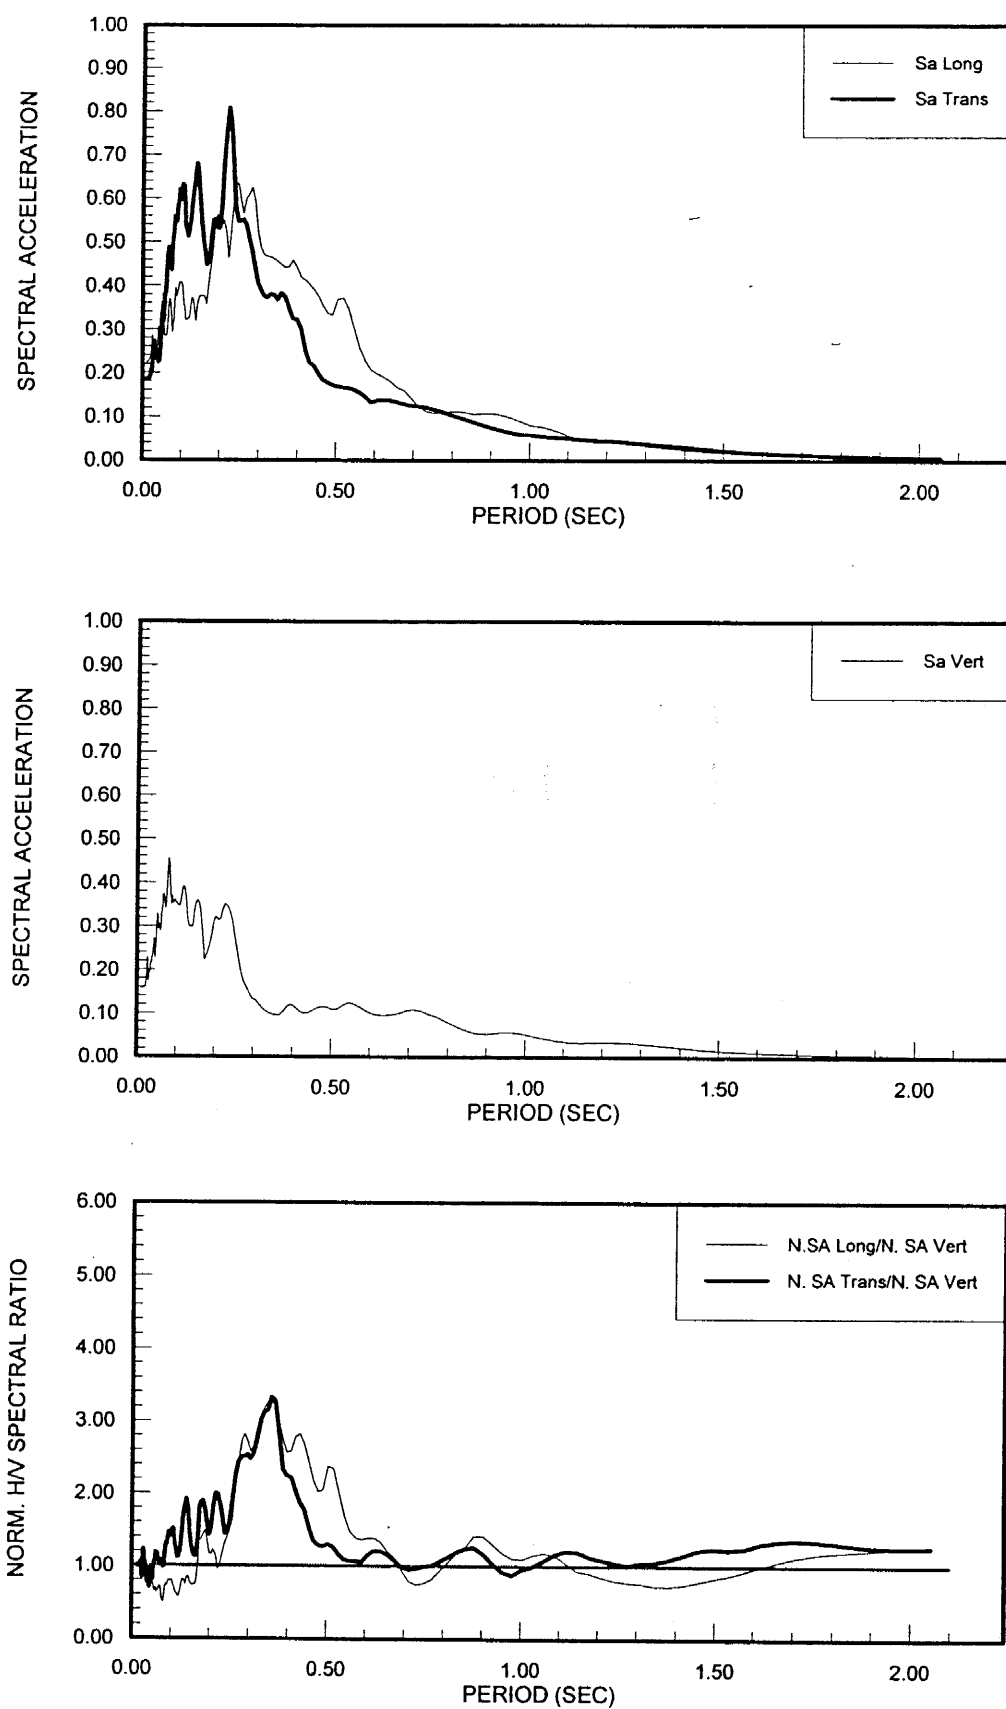 1.00
0.90
0.80
0.70
0.60
0.50
0.40
0.30
0.20
0.10
0.00
SPECTRAL ACCELERATION
Sa Long
Sa Trans
0.00 0.50 1.00 1.50 2.00
PERIOD (SEC)
1.00
0.90
0.80
0.70
0.60
0.50
0.40
0.30
0.20
0.10
0.00
SPECTRAL ACCELERATION
Sa Vert
0.00 0.50 1.00 1.50 2.00
PERIOD (SEC)
6.00
5.00
4.00
3.00
2.00
1.00
0.00
NORM. H/V SPECTRAL RATIO
N.SA Long/N. SA Vert
N. SA Trans/N. SA Vert
0.00 0.50 1.00 1.50 2.00
PERIOD (SEC)